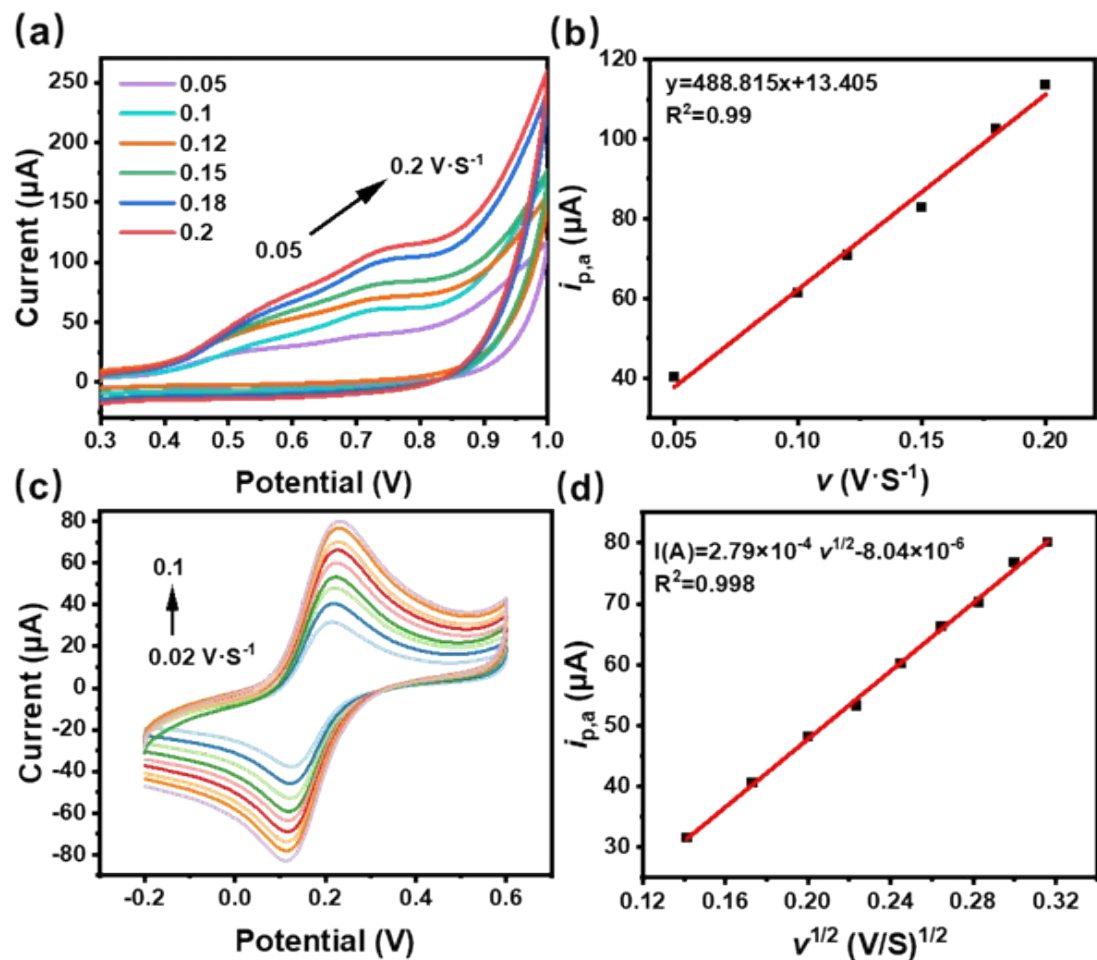 (a)
Current (μA)
250
200
150
100
50
0
0.05
0.1
0.12
0.15
0.18
0.2
0.2 V·S⁻¹
0.05
0.3 0.4 0.5 0.6 0.7 0.8 0.9 1.0
Potential (V)
(b)
i p,a (μA)
120
100
80
60
40
y=488.815x+13.405
R²=0.99
0.05 0.10 0.15 0.20
v (V·S⁻¹)
(c)
Current (μA)
80
60
40
20
0
-20
-40
-60
-80
0.1
0.02 V·S⁻¹
-0.2 0.0 0.2 0.4 0.6
Potential (V)
(d)
i p,a (μA)
80
70
60
50
40
30
I(A)=2.79×10⁻⁴ v¹/²-8.04×10⁻⁶
R²=0.998
0.12 0.16 0.20 0.24 0.28 0.32
v¹/² (V/S)¹/²